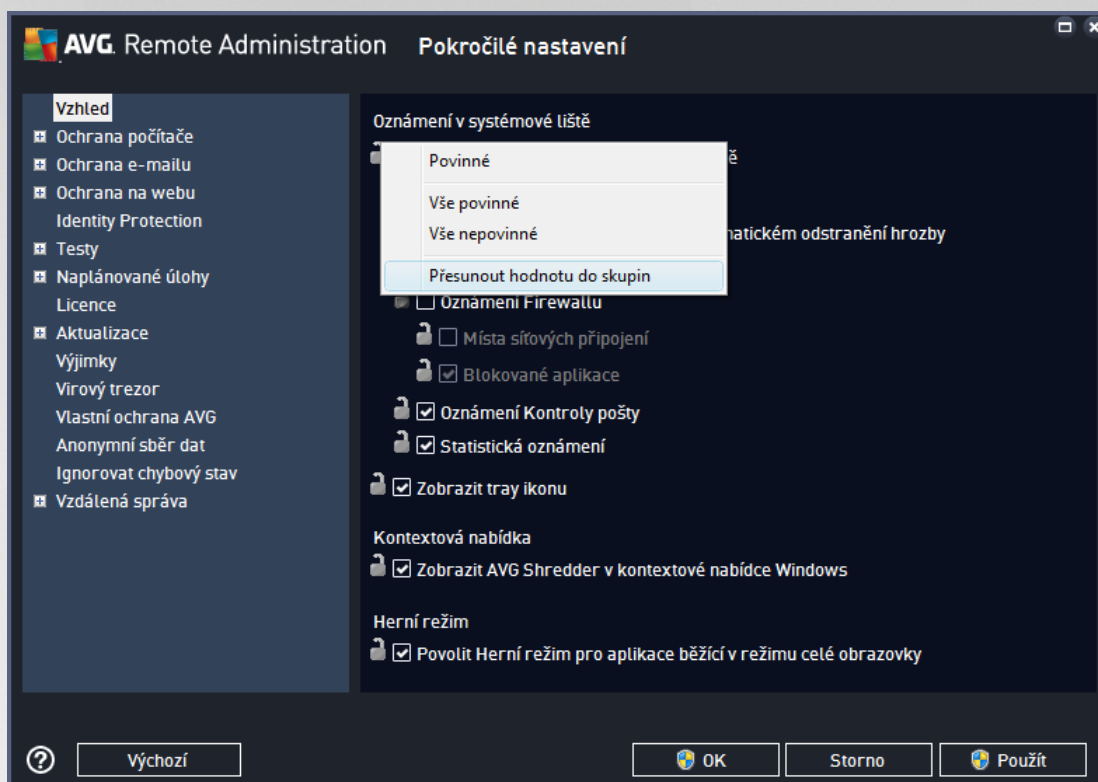 AVG. Remote Administration Pokročilé nastavení
Vzhled
Ochrana počítače
Ochrana e-mailu
Ochrana na webu
Identity Protection
Testy
Naplánované úlohy
Licence
Aktualizace
Výjimky
Virový trezor
Vlastní ochrana AVG
Anonymní sběr dat
Ignorovat chybový stav
Vzdálená správa
Oznámení v systémové liště
Povinné
Vše povinné
Vše nepovinné
odstranění hrozby
Přesunout hodnotu do skupin
Oznámení Firewallu
Místa síťových připojení
Blokované aplikace
Oznámení Kontroly pošty
Statistická oznámení
Zobrazit tray ikonu
Kontextová nabídka
Zobrazit AVG Shredder v kontextové nabídce Windows
Herní režim
Povolit Herní režim pro aplikace běžící v režimu celé obrazovky
Výchozí
OK
Storno
Použít